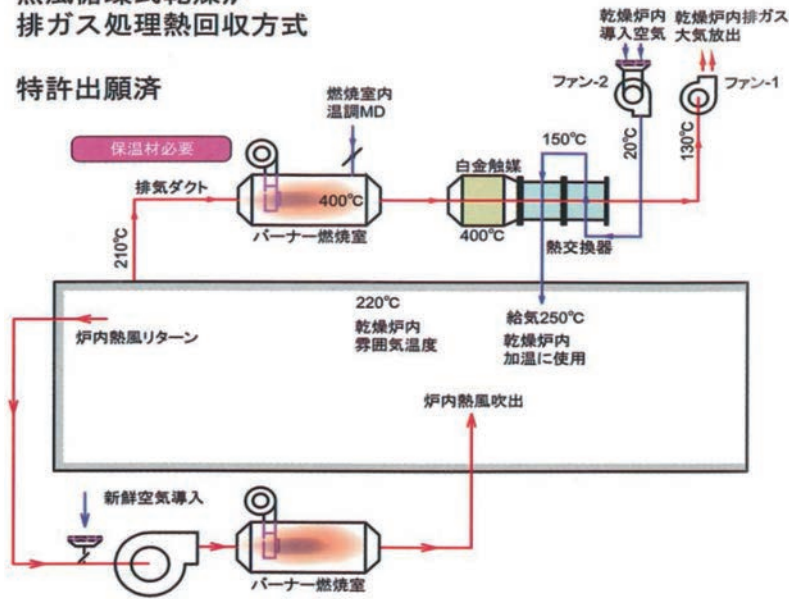 排ガス処理熱回収方式
特許出願済
乾燥炉内
導入空気
乾燥炉内排ガス
大気放出
ファン-2
ファン-1
燃焼室内
温調MD
保温材必要
150℃
20℃
130℃
白金触媒
排気ダクト
400℃
400℃
バーナー燃焼室
熱交換器
210℃
220℃
乾燥炉内
雰囲気温度
給気250℃
乾燥炉内
加温に使用
炉内熱風リターン
炉内熱風吹出
新鮮空気導入
バーナー燃焼室